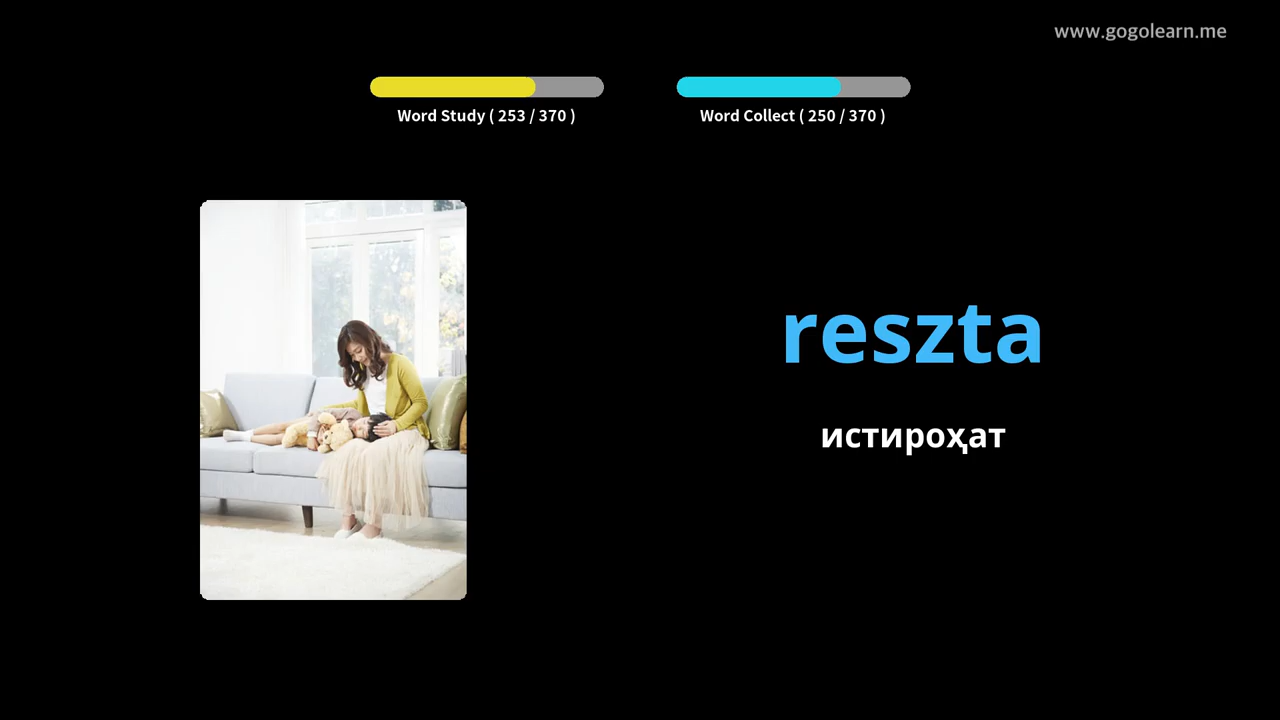 www.gogolearn.me
Word Study ( 253 / 370 )
Word Collect ( 250 / 370 )
reszta
истироҳат